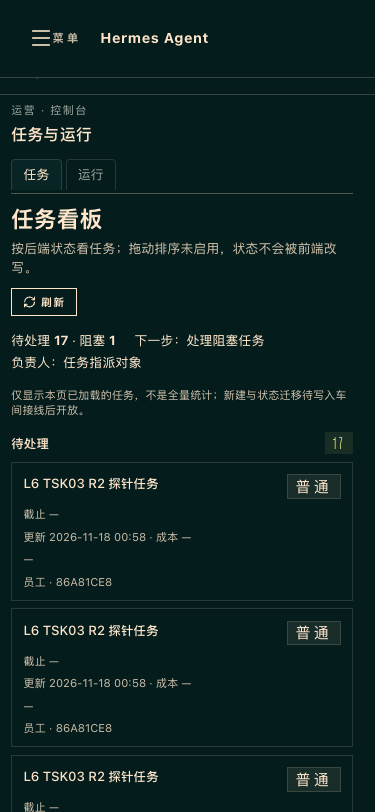 菜单 Hermes Agent
运营 · 控制台
任务与运行
任务 运行
任务看板
按后端状态看任务；拖动排序未启用，状态不会被前端改
写。
刷新
待处理 17 · 阻塞 1 下一步：处理阻塞任务
负责人：任务指派对象
仅显示本页已加载的任务，不是全量统计；新建与状态迁移待写入车
间接线后开放。
待处理 17
L6 TSK03 R2 探针任务 普通
截止 —
更新 2026-11-18 00:58 · 成本 —
—
员工 · 86A81CE8
L6 TSK03 R2 探针任务 普通
截止 —
更新 2026-11-18 00:58 · 成本 —
—
员工 · 86A81CE8
L6 TSK03 R2 探针任务 普通
截止 —